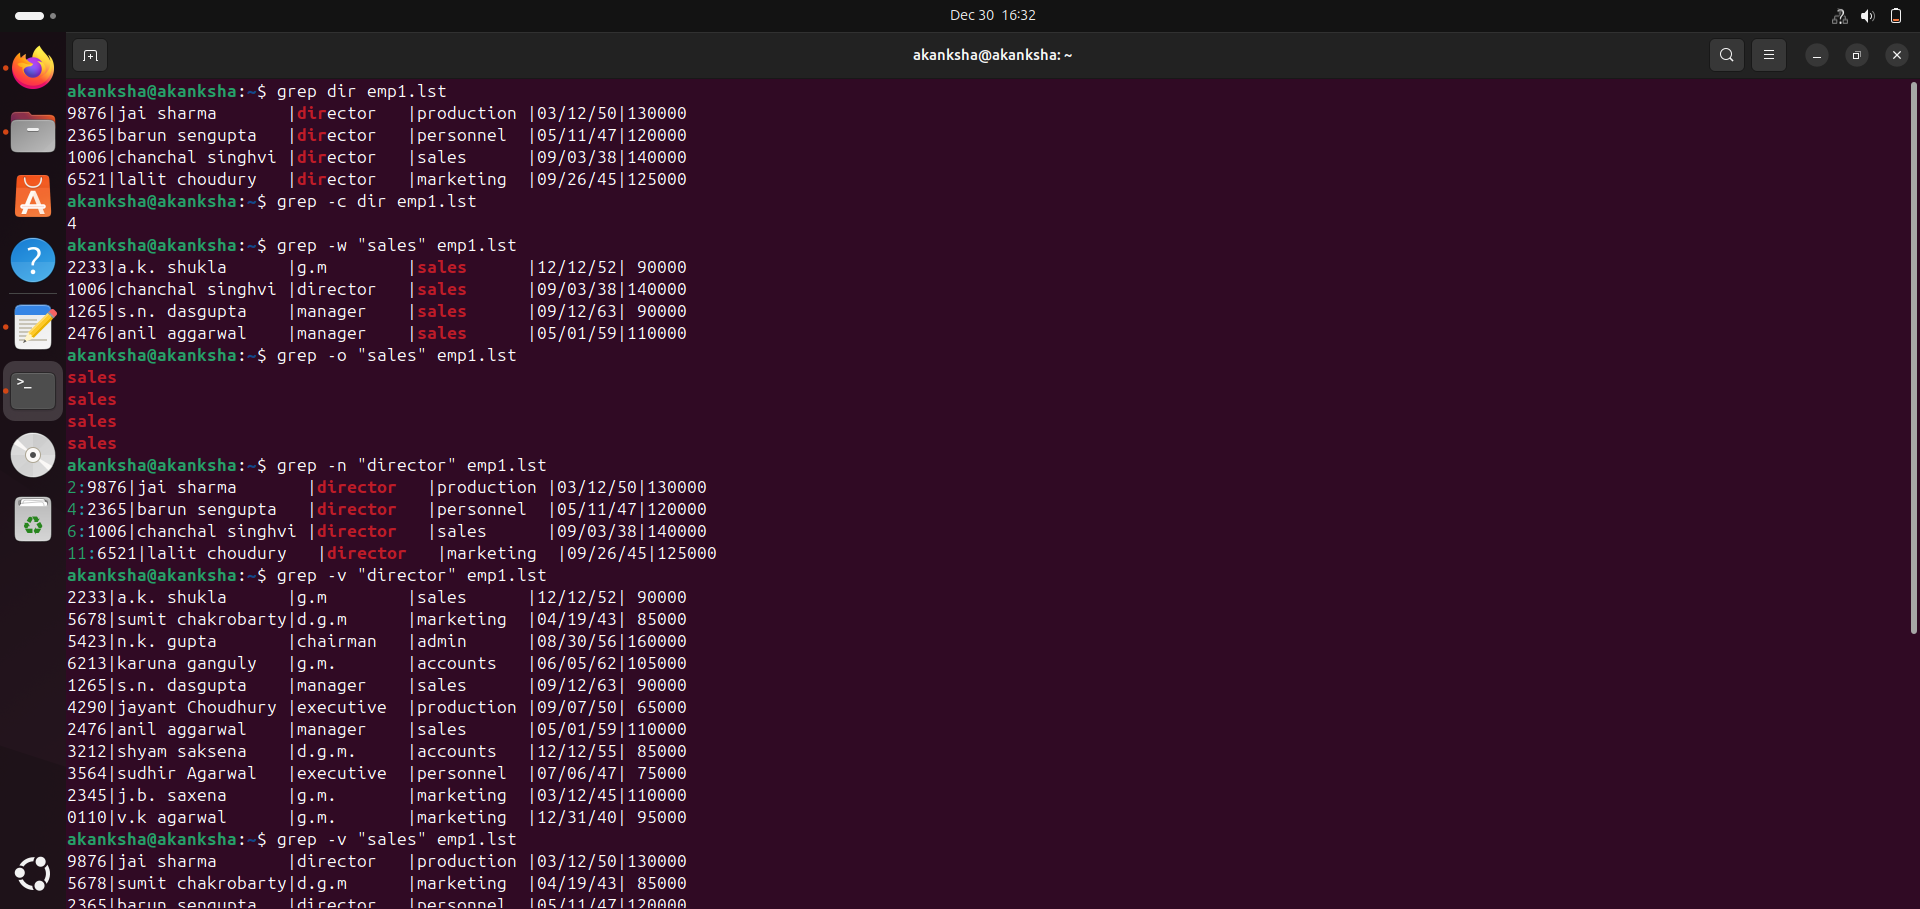 Dec 30 16:32
akanksha@akanksha: ~
akanksha@akanksha:~$ grep dir emp1.lst
9876|jai sharma       |director   |production |03/12/50|130000
2365|barun sengupta   |director   |personnel  |05/11/47|120000
1006|chanchal singhvi |director   |sales      |09/03/38|140000
6521|lalit choudury   |director   |marketing  |09/26/45|125000
akanksha@akanksha:~$ grep -c dir emp1.lst
4
akanksha@akanksha:~$ grep -w "sales" emp1.lst
2233|a.k. shukla      |g.m        |sales      |12/12/52| 90000
1006|chanchal singhvi |director   |sales      |09/03/38|140000
1265|s.n. dasgupta    |manager    |sales      |09/12/63| 90000
2476|anil aggarwal    |manager    |sales      |05/01/59|110000
akanksha@akanksha:~$ grep -o "sales" emp1.lst
sales
sales
sales
sales
akanksha@akanksha:~$ grep -n "director" emp1.lst
2:9876|jai sharma       |director   |production |03/12/50|130000
4:2365|barun sengupta   |director   |personnel  |05/11/47|120000
6:1006|chanchal singhvi |director   |sales      |09/03/38|140000
11:6521|lalit choudury   |director   |marketing  |09/26/45|125000
akanksha@akanksha:~$ grep -v "director" emp1.lst
2233|a.k. shukla      |g.m        |sales      |12/12/52| 90000
5678|sumit chakrobarty|d.g.m      |marketing  |04/19/43| 85000
5423|n.k. gupta       |chairman   |admin      |08/30/56|160000
6213|karuna ganguly   |g.m.       |accounts   |06/05/62|105000
1265|s.n. dasgupta    |manager    |sales      |09/12/63| 90000
4290|jayant Choudhury |executive  |production |09/07/50| 65000
2476|anil aggarwal    |manager    |sales      |05/01/59|110000
3212|shyam saksena    |d.g.m.     |accounts   |12/12/55| 85000
3564|sudhir Agarwal   |executive  |personnel  |07/06/47| 75000
2345|j.b. saxena      |g.m.       |marketing  |03/12/45|110000
0110|v.k agrawal      |g.m.       |marketing  |12/31/40| 95000
akanksha@akanksha:~$ grep -v "sales" emp1.lst
9876|jai sharma       |director   |production |03/12/50|130000
5678|sumit chakrobarty|d.g.m      |marketing  |04/19/43| 85000
2365|barun sengupta   |director   |personnel  |05/11/47|120000